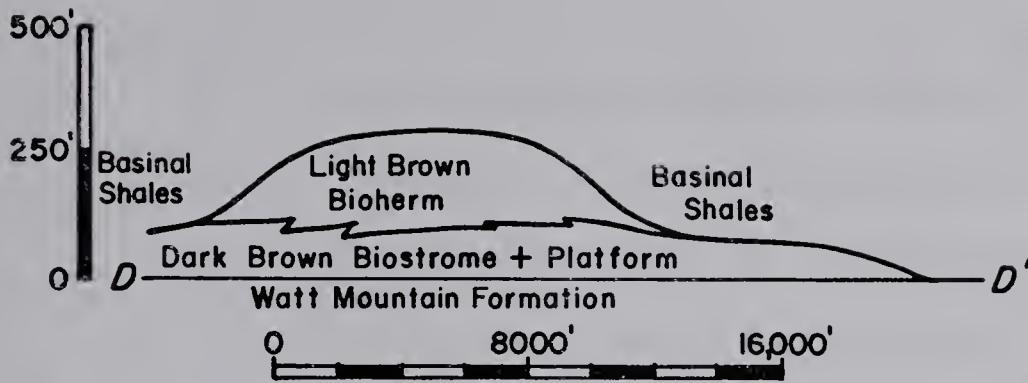 500'
250'
0
Basinal
Shales
Light Brown
Bioherm
Basinal
Shales
Dark Brown Biostrome + Platform
D
D'
Watt Mountain Formation
0 8000' 16,000'